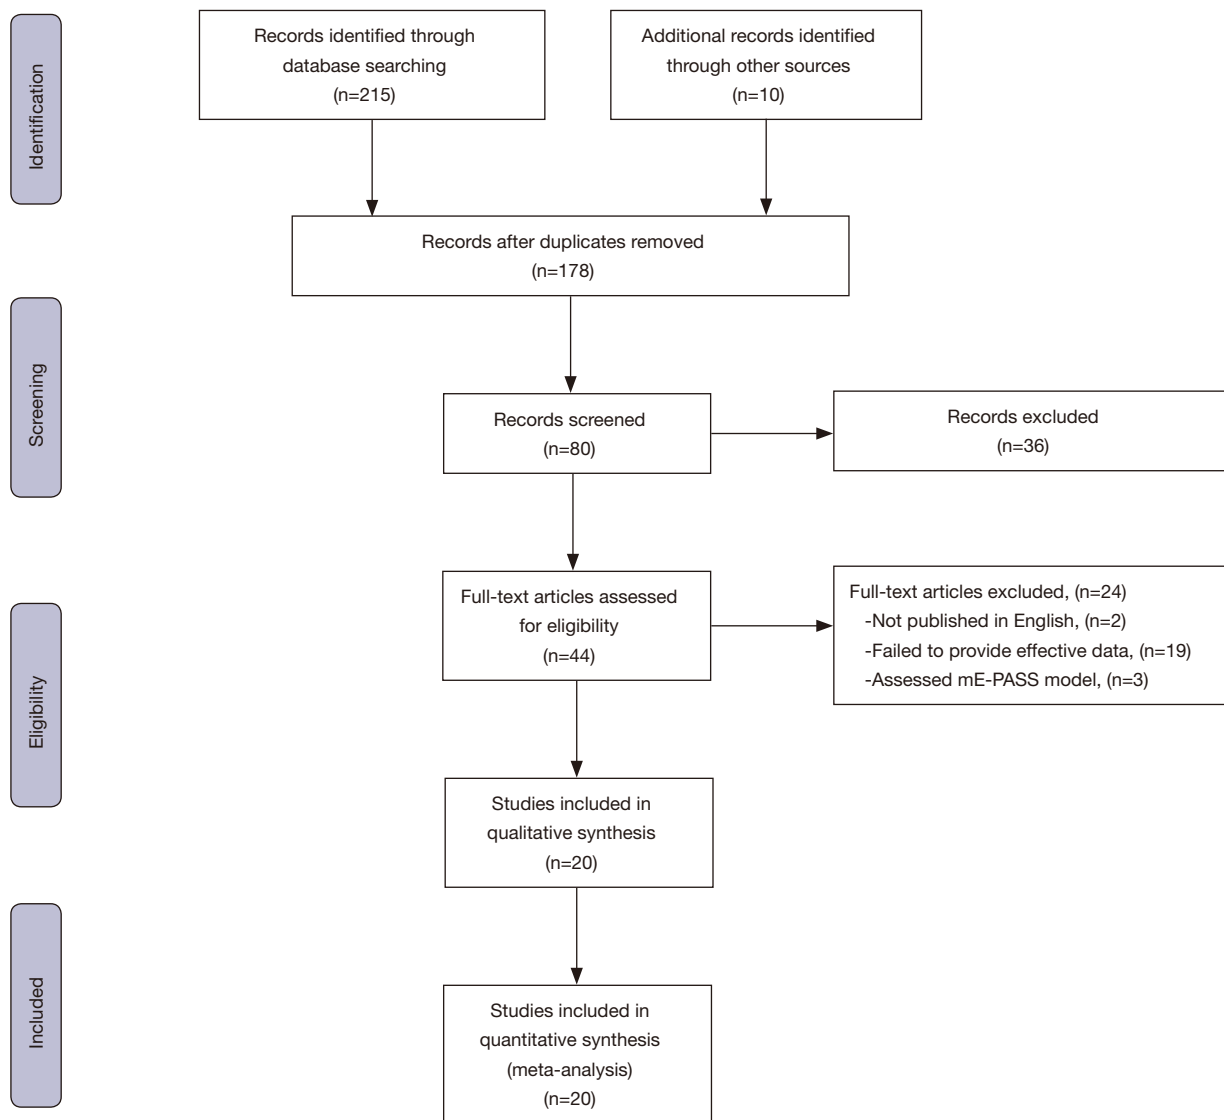 Identification
Records identified through
database searching
(n=215)
Additional records identified
through other sources
(n=10)
Records after duplicates removed
(n=178)
Screening
Records screened
(n=80)
Records excluded
(n=36)
Eligibility
Full-text articles assessed
for eligibility
(n=44)
Full-text articles excluded, (n=24)
-Not published in English, (n=2)
-Failed to provide effective data, (n=19)
-Assessed mE-PASS model, (n=3)
Studies included in
qualitative synthesis
(n=20)
Included
Studies included in
quantitative synthesis
(meta-analysis)
(n=20)